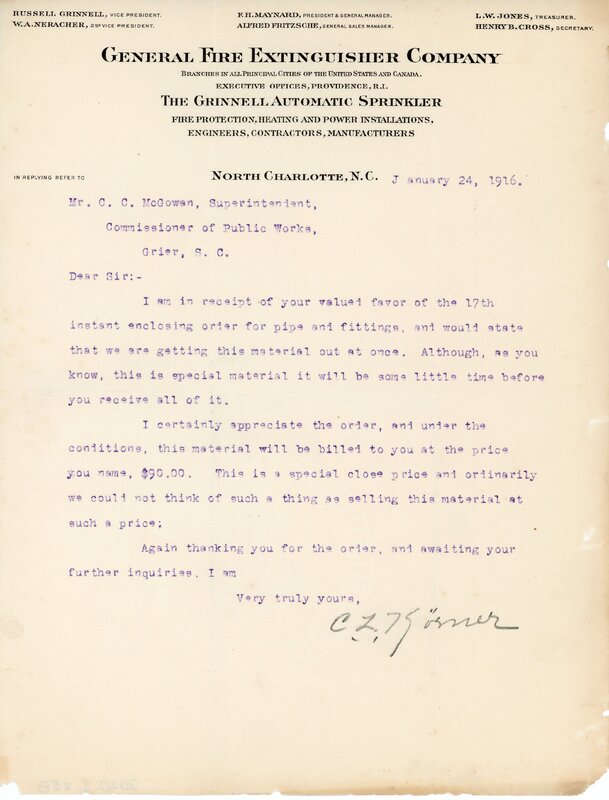 RUSSELL GRINNELL, VICE PRESIDENT.
W.A. NERACHER, 2ND VICE PRESIDENT.
F.H. MAYNARD, PRESIDENT & GENERAL MANAGER.
ALFRED FRITZSCHE, GENERAL SALES MANAGER.
L.W. JONES, TREASURER.
HENRY B. CROSS, SECRETARY.
GENERAL FIRE EXTINGUISHER COMPANY
BRANCHES IN ALL PRINCIPAL CITIES OF THE UNITED STATES AND CANADA.
EXECUTIVE OFFICES, PROVIDENCE, R.I.
THE GRINNELL AUTOMATIC SPRINKLER
FIRE PROTECTION, HEATING AND POWER INSTALLATIONS,
ENGINEERS, CONTRACTORS, MANUFACTURERS
IN REPLYING REFER TO
NORTH CHARLOTTE, N.C. J anuary 24, 1916.
Mr. C. C. McGowan, Superintendent,
Commissioner of Public Works,
Grier, S. C.
Dear Sir:-
I am in receipt of your valued favor of the 17th
instant enclosing order for pipe and fittings, and would state
that we are getting this material out at once. Although, as you
know, this is special material it will be some little time before
you receive all of it.
I certainly appreciate the order, and under the
conditions, this material will be billed to you at the price
you name, $90.00. This is a special close price and ordinarily
we could not think of such a thing as selling this material at
such a price;
Again thanking you for the order, and awaiting your
further inquiries, I am
Very truly yours,
C. L. Körner